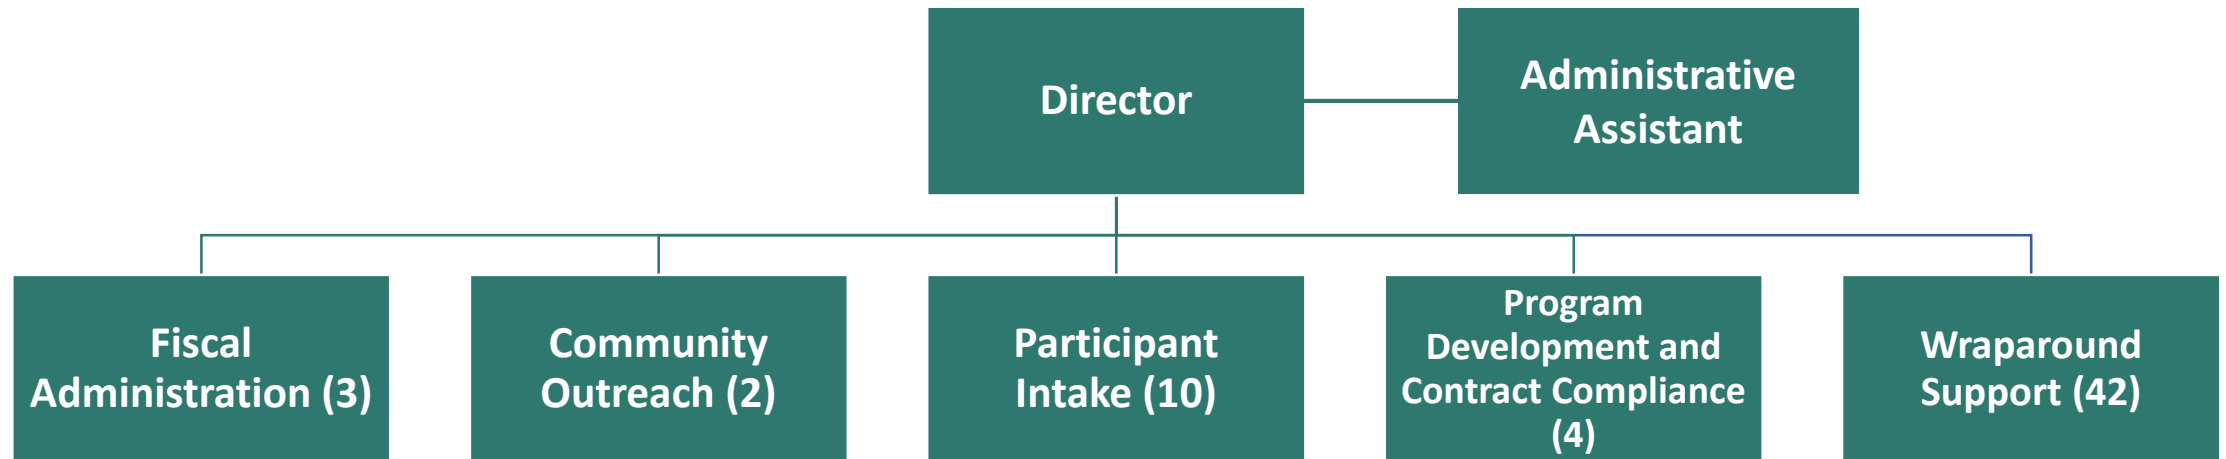 Director
Administrative
Assistant
Fiscal
Administration (3)
Community
Outreach (2)
Participant
Intake (10)
Program
Development and
Contract Compliance
(4)
Wraparound
Support (42)